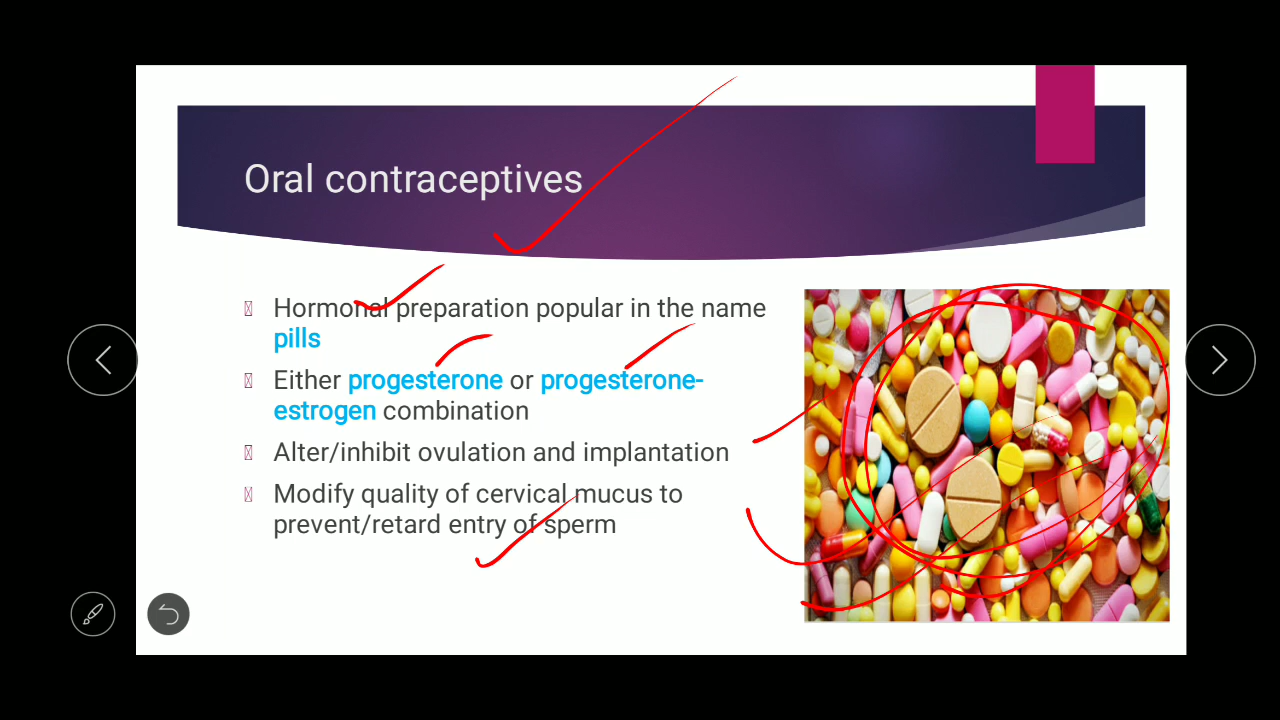 Oral contraceptives
Hormonal preparation popular in the name
pills
Either progesterone or progesterone-
estrogen combination
Alter/inhibit ovulation and implantation
Modify quality of cervical mucus to
prevent/retard entry of sperm